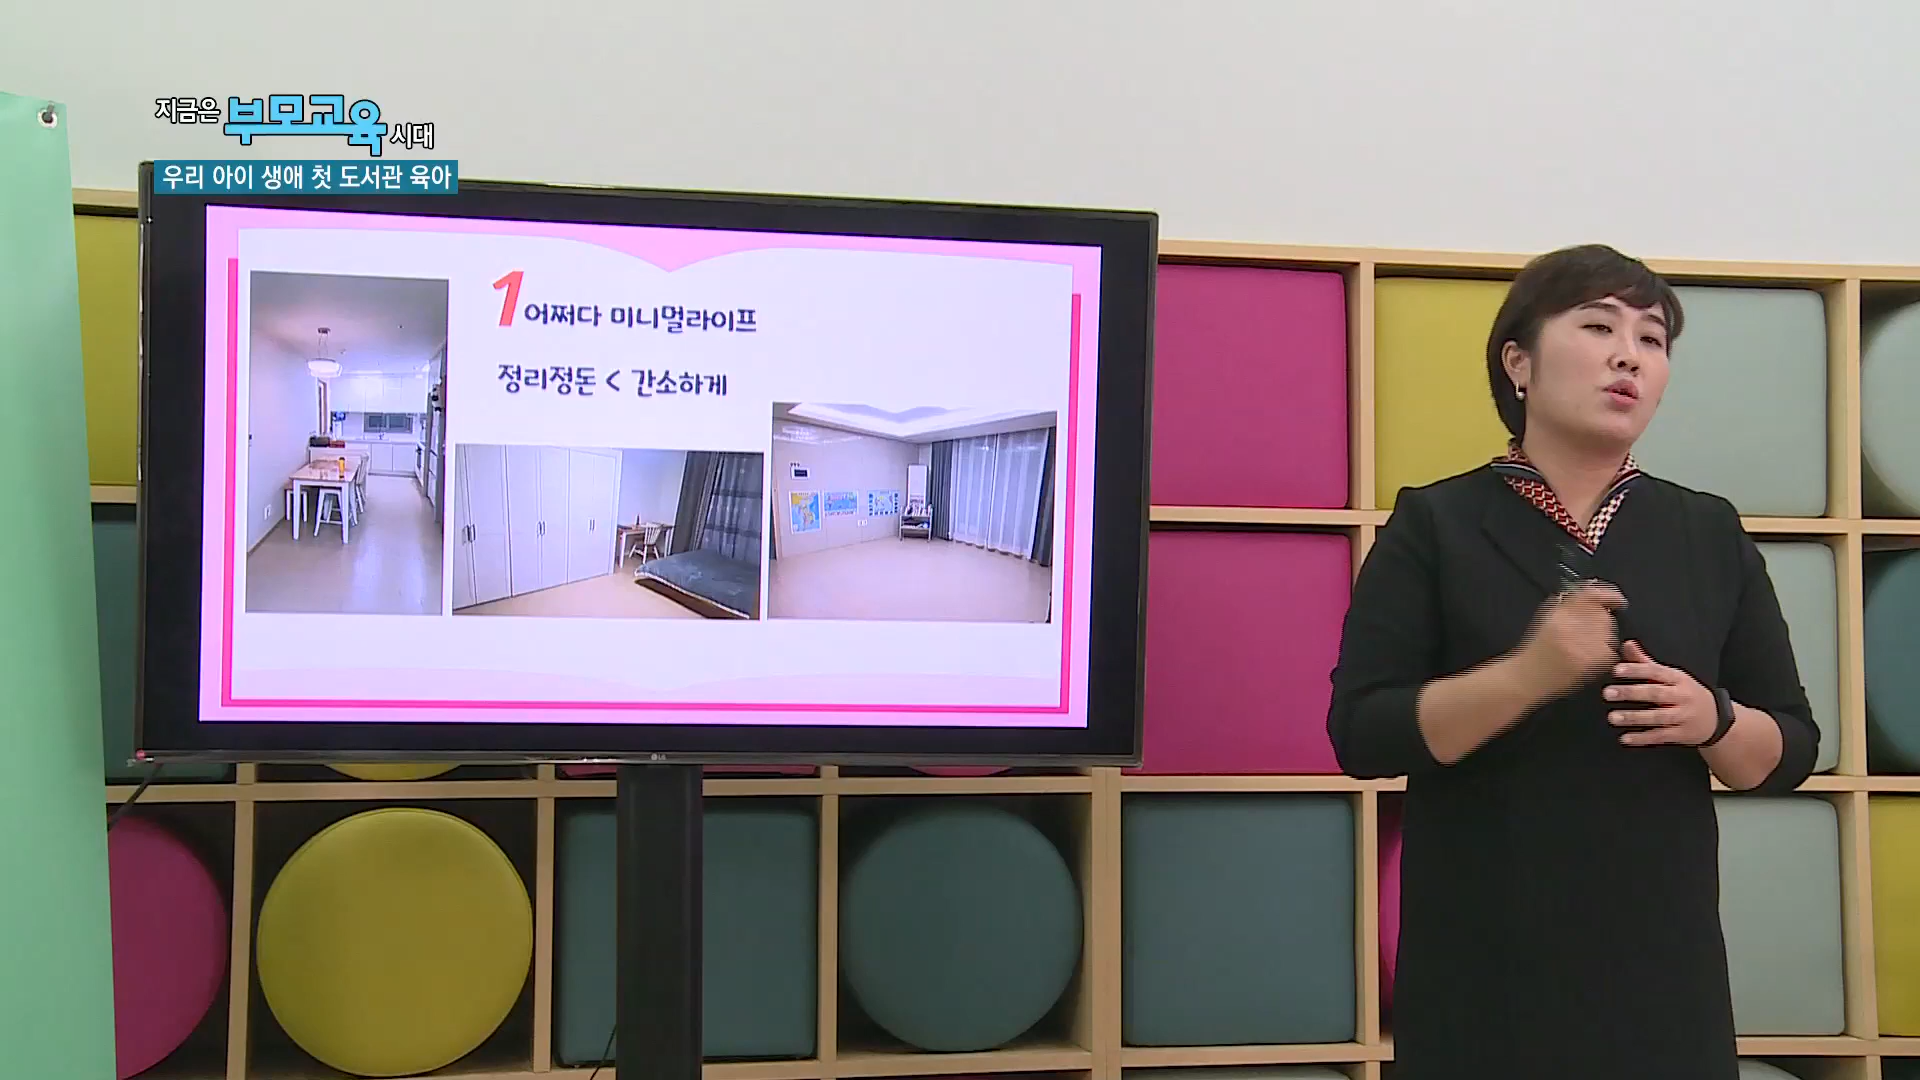 지금은 부모교육 시대
우리 아이 생애 첫 도서관 육아
1 어쩌다 미니멀라이프
정리정돈 < 간소하게
LG